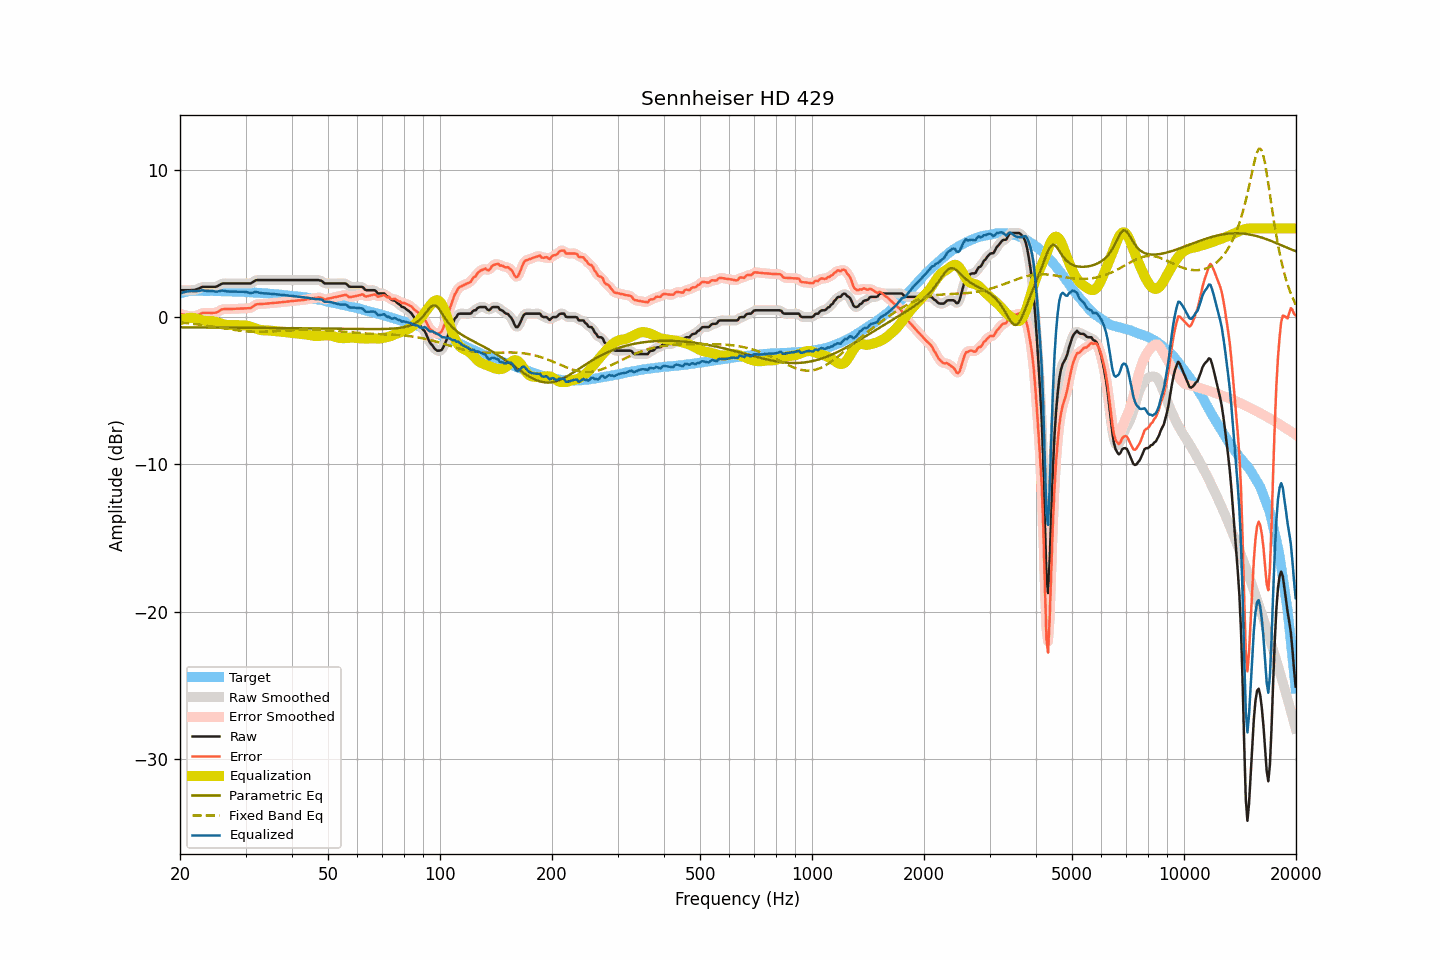 Sennheiser HD 429
Amplitude (dBr)
10
0
−10
−20
−30
Target
Raw Smoothed
Error Smoothed
Raw
Error
Equalization
Parametric Eq
Fixed Band Eq
Equalized
20 50 100 200 500 1000 2000 5000 10000 20000
Frequency (Hz)